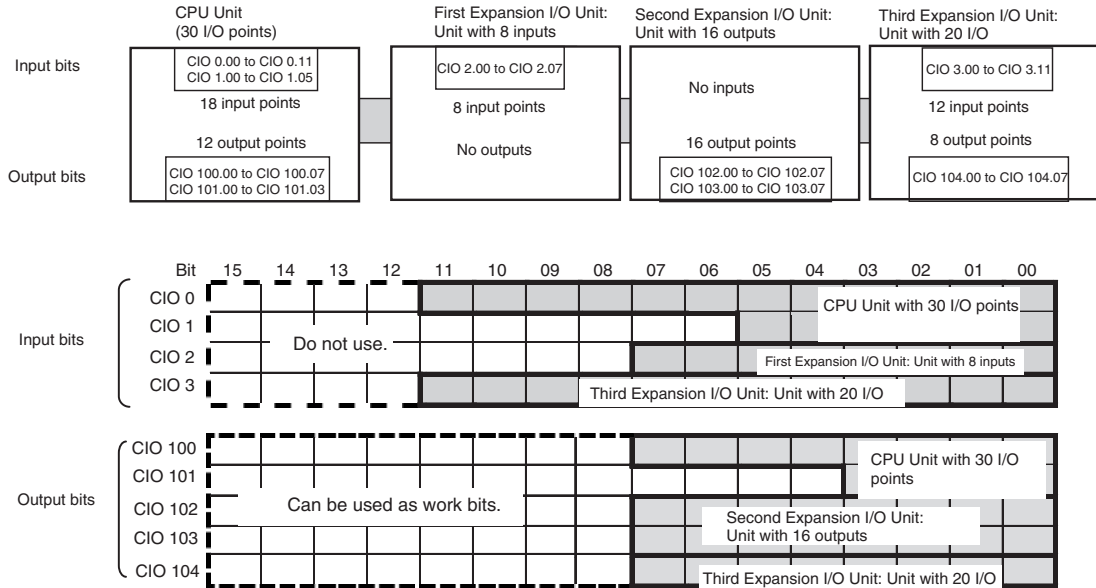 CPU Unit
(30 I/O points)
First Expansion I/O Unit:
Unit with 8 inputs
Second Expansion I/O Unit:
Unit with 16 outputs
Third Expansion I/O Unit:
Unit with 20 I/O
Input bits
CIO 0.00 to CIO 0.11
CIO 1.00 to CIO 1.05
18 input points
12 output points
CIO 100.00 to CIO 100.07
CIO 101.00 to CIO 101.03
CIO 2.00 to CIO 2.07
8 input points
No outputs
No inputs
16 output points
CIO 102.00 to CIO 102.07
CIO 103.00 to CIO 103.07
CIO 3.00 to CIO 3.11
12 input points
8 output points
CIO 104.00 to CIO 104.07
Output bits
Bit 15 14 13 12 11 10 09 08 07 06 05 04 03 02 01 00
Input bits
CIO 0
CIO 1
CIO 2
CIO 3
Do not use.
CPU Unit with 30 I/O points
First Expansion I/O Unit: Unit with 8 inputs
Third Expansion I/O Unit: Unit with 20 I/O
Output bits
CIO 100
CIO 101
CIO 102
CIO 103
CIO 104
Can be used as work bits.
CPU Unit with 30 I/O
points
Second Expansion I/O Unit:
Unit with 16 outputs
Third Expansion I/O Unit: Unit with 20 I/O